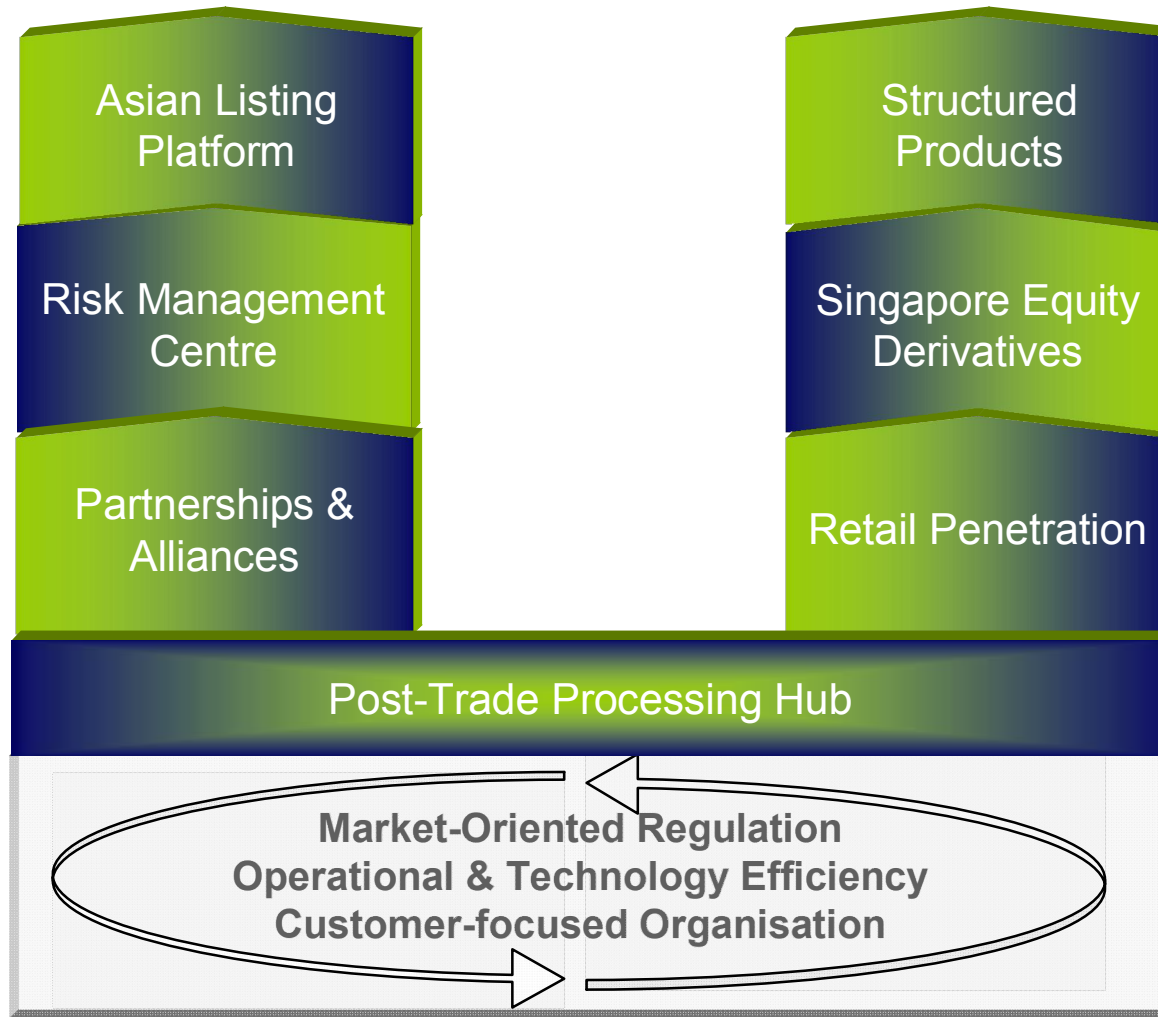 Asian Listing
Platform
Risk Management
Centre
Partnerships &
Alliances
Structured
Products
Singapore Equity
Derivatives
Retail Penetration
Post-Trade Processing Hub
Market-Oriented Regulation
Operational & Technology Efficiency
Customer-focused Organisation